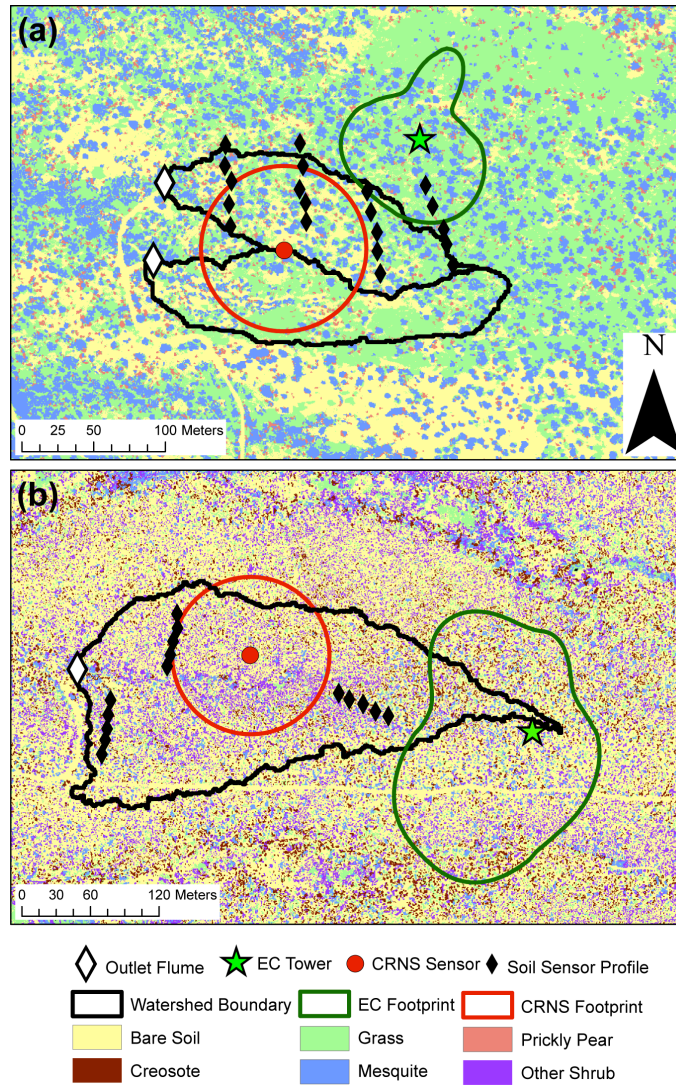 (a)
N
0 25 50 100 Meters
(b)
0 30 60 120 Meters
Outlet Flume EC Tower CRNS Sensor Soil Sensor Profile
Watershed Boundary EC Footprint CRNS Footprint
Bare Soil Grass Prickly Pear
Creosote Mesquite Other Shrub